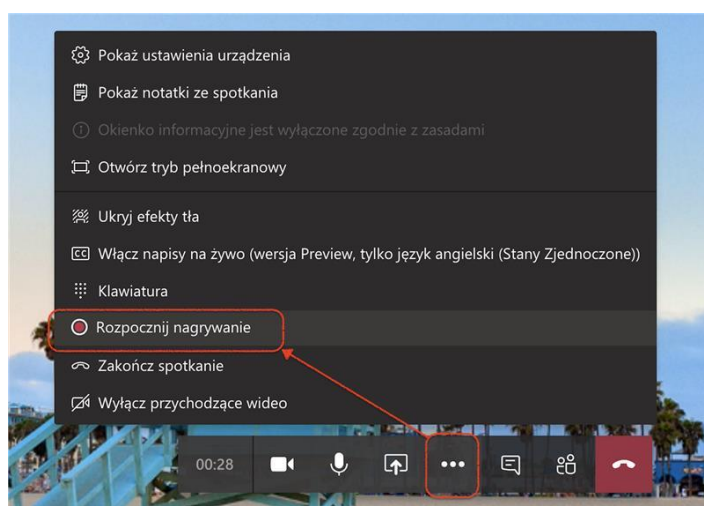 Pokaż ustawienia urządzenia
Pokaż notatki ze spotkania
Okienko informacyjne jest wyłączone zgodnie z zasadami
Otwórz tryb pełnoekranowy
Ukryj efekty tła
CC Włącz napisy na żywo (wersja Preview, tylko język angielski (Stany Zjednoczone))
Klawiatura
Rozpocznij nagrywanie
Zakończ spotkanie
Wyłącz przychodzące wideo
00:28